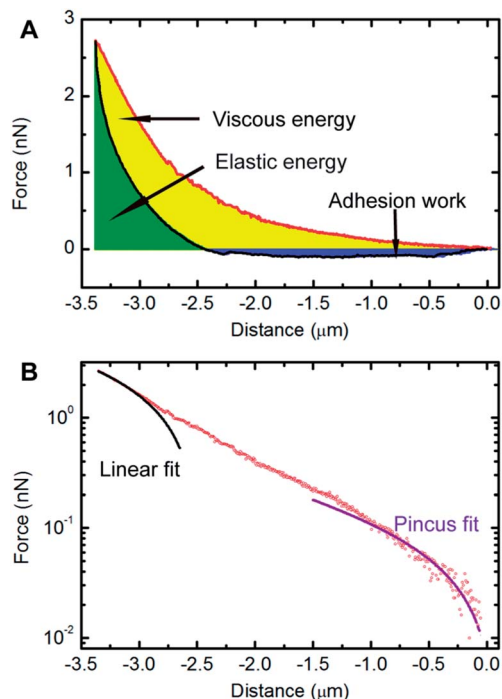 A
3
2
1
0
Force (nN)
Viscous energy
Elastic energy
Adhesion work
-3.5 -3.0 -2.5 -2.0 -1.5 -1.0 -0.5 0.0
Distance (μm)
B
10⁰
10⁻¹
10⁻²
Force (nN)
Linear fit
Pincus fit
-3.5 -3.0 -2.5 -2.0 -1.5 -1.0 -0.5 0.0
Distance (μm)